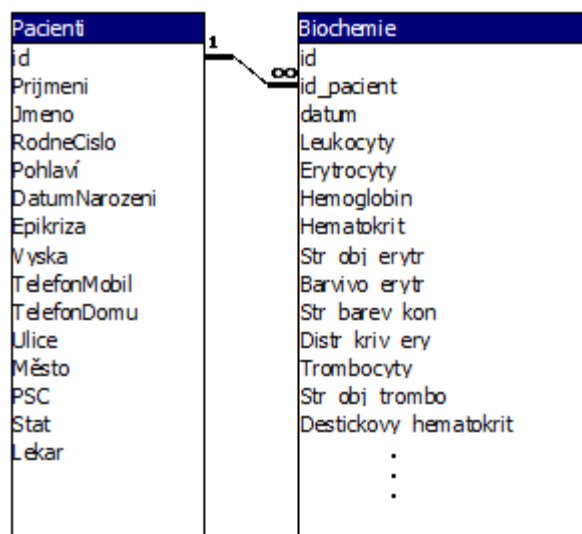 Pacienti
id
Prijmeni
Jmeno
RodneCislo
Pohlaví
DatumNarozeni
Epikriza
Vyska
TelefonMobil
TelefonDomu
Ulice
Město
PSC
Stat
Lekar
1
∞
Biochemie
id
id_pacient
datum
Leukocyty
Erytrocyty
Hemoglobin
Hematokrit
Str obj erytr
Barvivo erytr
Str barev kon
Distr kriv ery
Trombocyty
Str obj trombo
Destickovy hematokrit